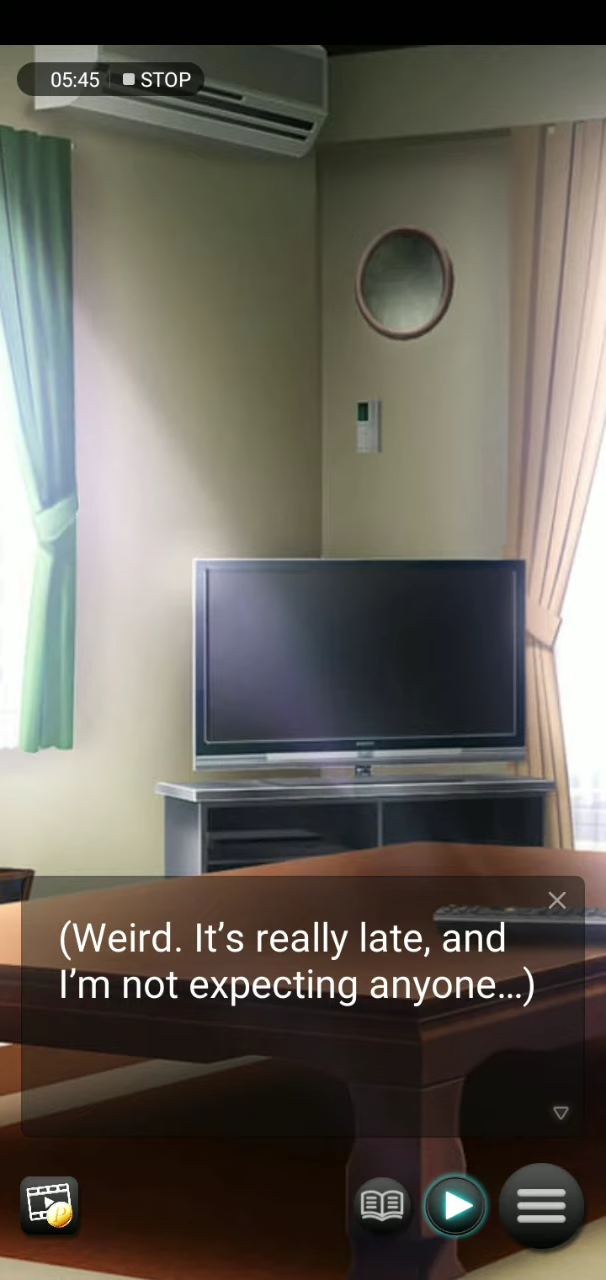 05:45 STOP
(Weird. It’s really late, and
I’m not expecting anyone…)
P